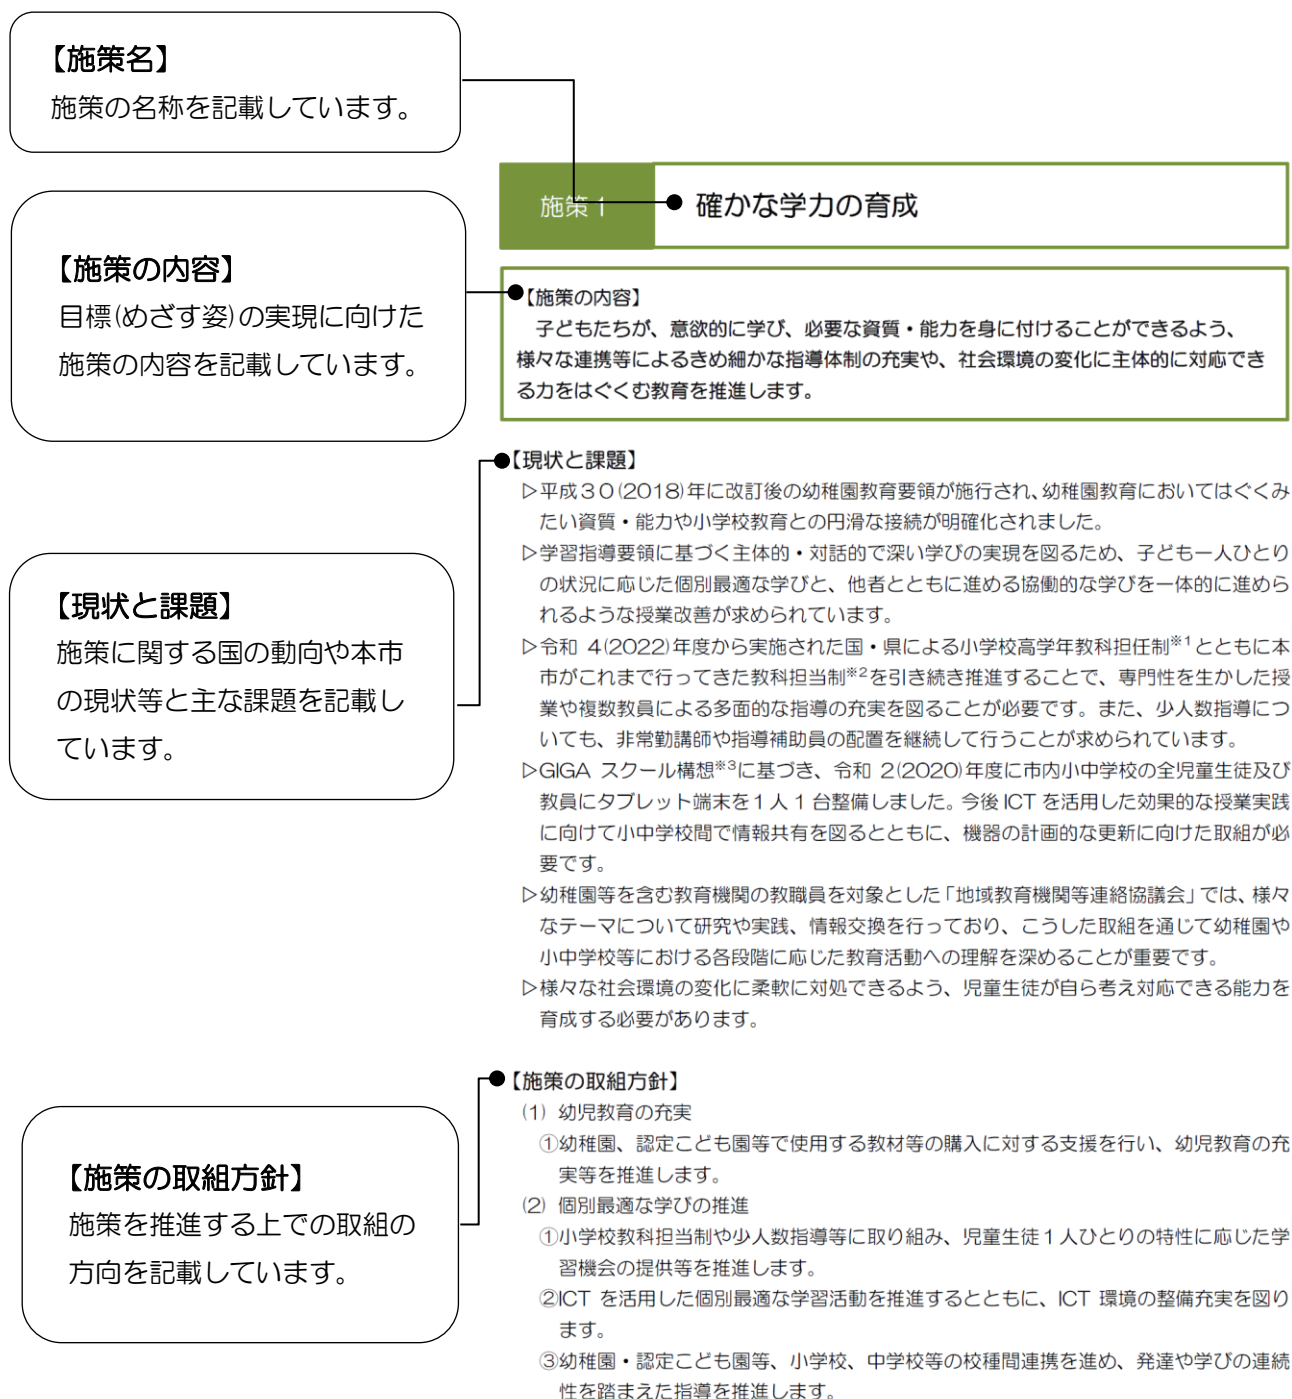 【施策名】
施策の名称を記載しています。
施策1
確かな学力の育成
【施策の内容】
目標(めざす姿)の実現に向けた
施策の内容を記載しています。
【施策の内容】
子どもたちが、意欲的に学び、必要な資質・能力を身に付けることができるよう、
様々な連携等によるきめ細かな指導体制の充実や、社会環境の変化に主体的に対応でき
る力をはぐくむ教育を推進します。
【現状と課題】
施策に関する国の動向や本市
の現状等と主な課題を記載し
ています。
【現状と課題】
▷平成30(2018)年に改訂後の幼稚園教育要領が施行され、幼稚園教育においてはぐくみ
たい資質・能力や小学校教育との円滑な接続が明確化されました。
▷学習指導要領に基づく主体的・対話的で深い学びの実現を図るため、子ども一人ひとり
の状況に応じた個別最適な学びと、他者とともに進める協働的な学びを一体的に進めら
れるような授業改善が求められています。
▷令和 4(2022)年度から実施された国・県による小学校高学年教科担任制※1とともに本
市がこれまで行ってきた教科担当制※2を引き続き推進することで、専門性を生かした授
業や複数教員による多面的な指導の充実を図ることが必要です。また、少人数指導につ
いても、非常勤講師や指導補助員の配置を継続して行うことが求められています。
▷GIGA スクール構想※3に基づき、令和 2(2020)年度に市内小中学校の全児童生徒及び
教員にタブレット端末を1人1台整備しました。今後ICTを活用した効果的な授業実践
に向けて小中学校間で情報共有を図るとともに、機器の計画的な更新に向けた取組が必
要です。
▷幼稚園等を含む教育機関の教職員を対象とした「地域教育機関等連絡協議会」では、様々
なテーマについて研究や実践、情報交換を行っており、こうした取組を通じて幼稚園や
小中学校等における各段階に応じた教育活動への理解を深めることが重要です。
▷様々な社会環境の変化に柔軟に対処できるよう、児童生徒が自ら考え対応できる能力を
育成する必要があります。
【施策の取組方針】
施策を推進する上での取組の
方向を記載しています。
【施策の取組方針】
(1) 幼児教育の充実
①幼稚園、認定こども園等で使用する教材等の購入に対する支援を行い、幼児教育の充
実等を推進します。
(2) 個別最適な学びの推進
①小学校教科担当制や少人数指導等に取り組み、児童生徒1人ひとりの特性に応じた学
習機会の提供等を推進します。
②ICT を活用した個別最適な学習活動を推進するとともに、ICT 環境の整備充実を図り
ます。
③幼稚園・認定こども園等、小学校、中学校等の校種間連携を進め、発達や学びの連続
性を踏まえた指導を推進します。